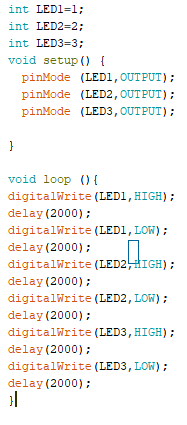 int LED1=1;
int LED2=2;
int LED3=3;
void setup() {
pinMode (LED1,OUTPUT);
pinMode (LED2,OUTPUT);
pinMode (LED3,OUTPUT);
}
void loop (){
digitalWrite(LED1,HIGH);
delay(2000);
digitalWrite(LED1,LOW);
delay(2000);
digitalWrite(LED2,HIGH);
delay(2000);
digitalWrite(LED2,LOW);
delay(2000);
digitalWrite(LED3,HIGH);
delay(2000);
digitalWrite(LED3,LOW);
delay(2000);
}